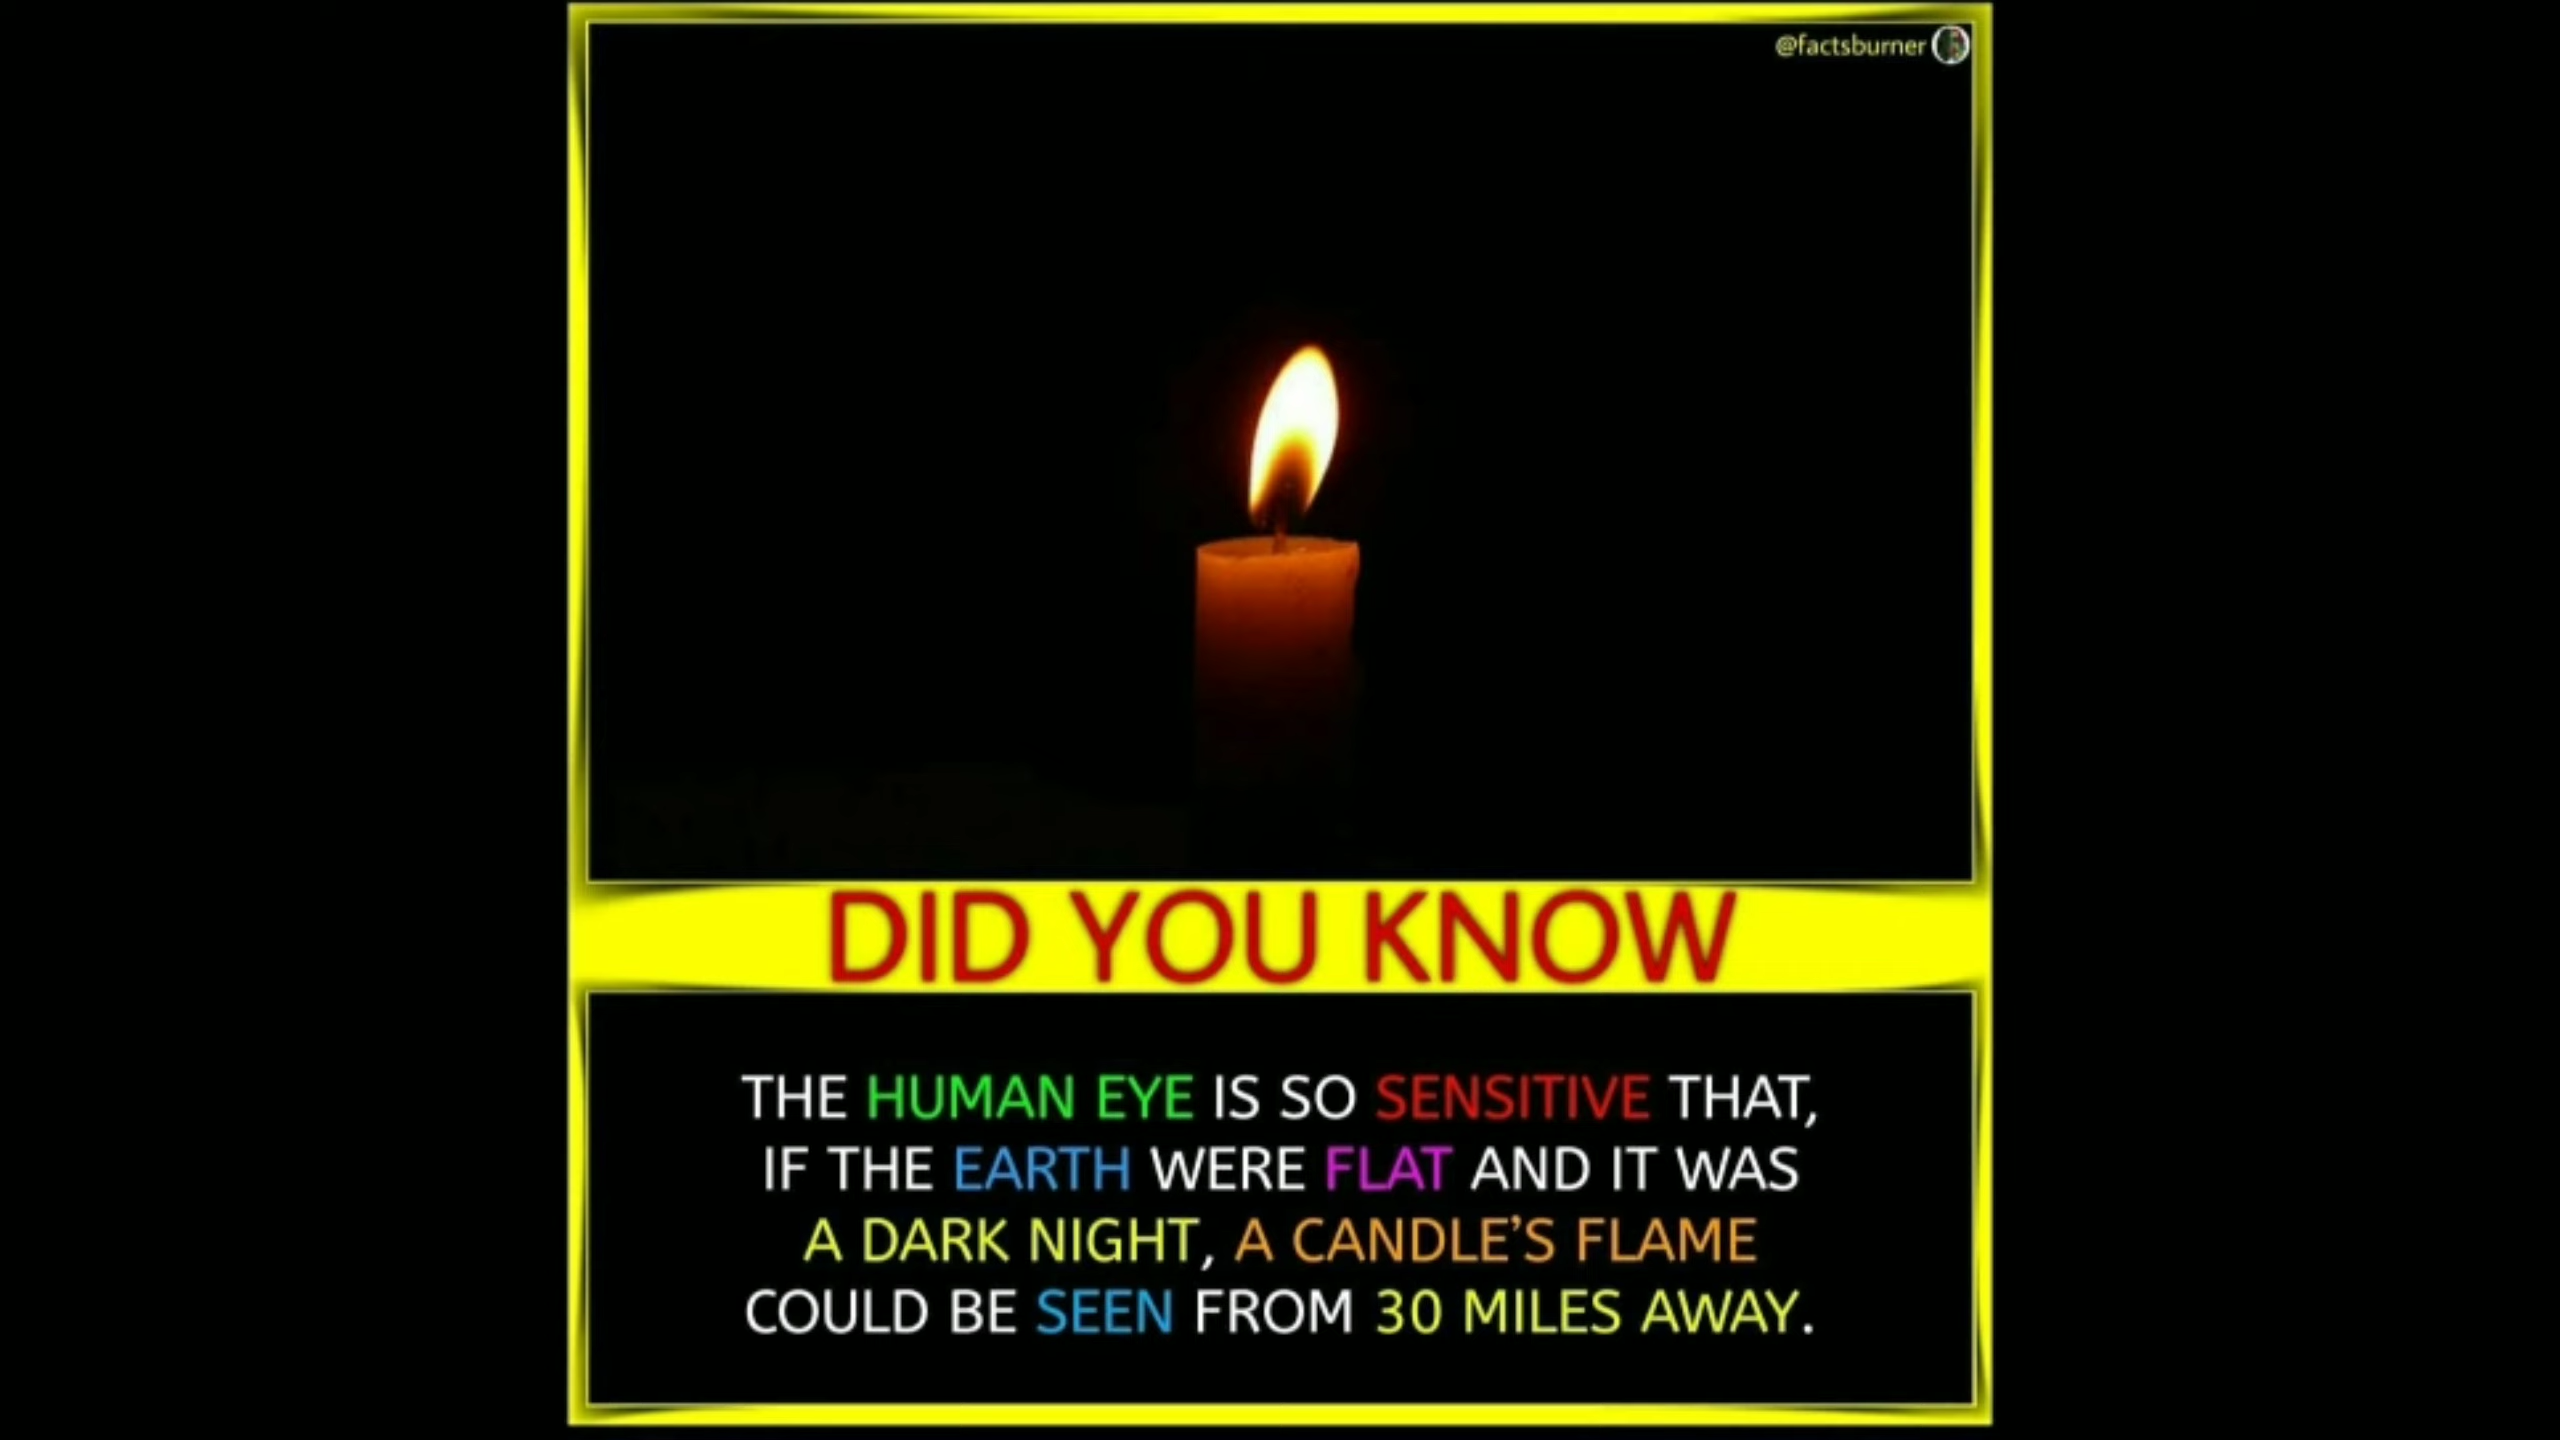 @factsburner
DID YOU KNOW
THE HUMAN EYE IS SO SENSITIVE THAT,
IF THE EARTH WERE FLAT AND IT WAS
A DARK NIGHT, A CANDLE’S FLAME
COULD BE SEEN FROM 30 MILES AWAY.